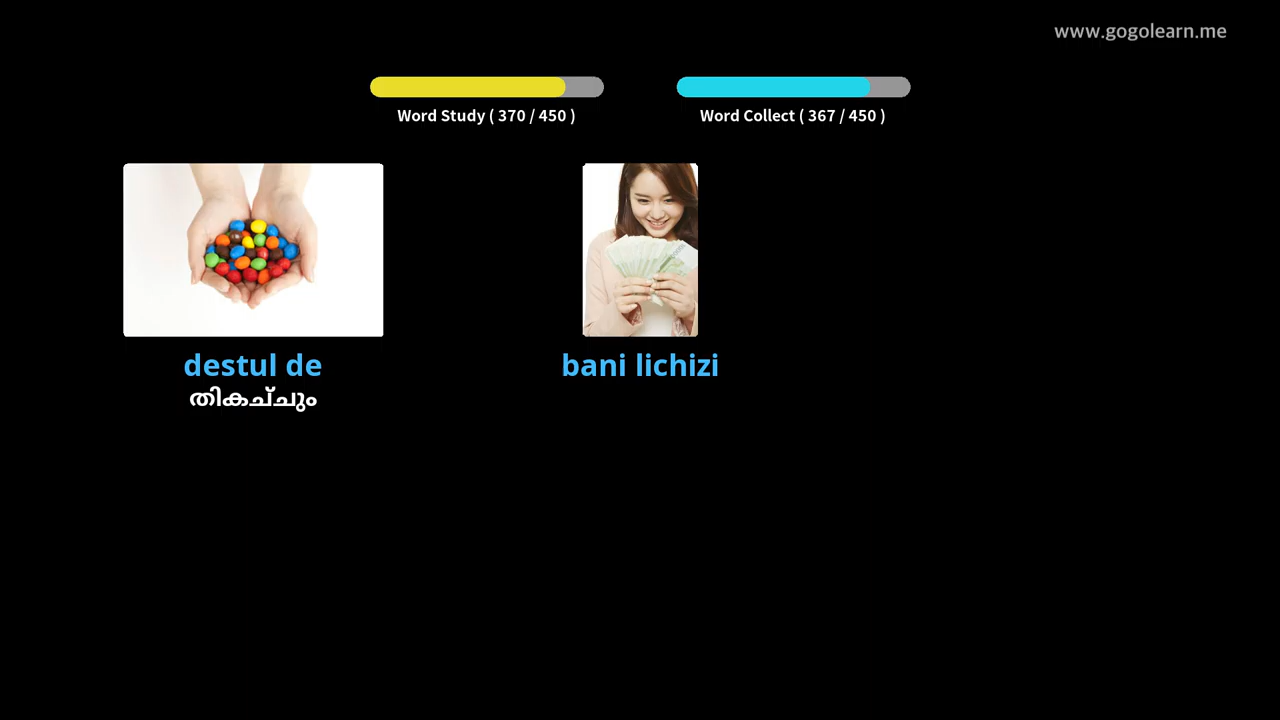 www.gogolearn.me
Word Study ( 370 / 450 )
Word Collect ( 367 / 450 )
destul de
തികച്ചും
bani lichizi